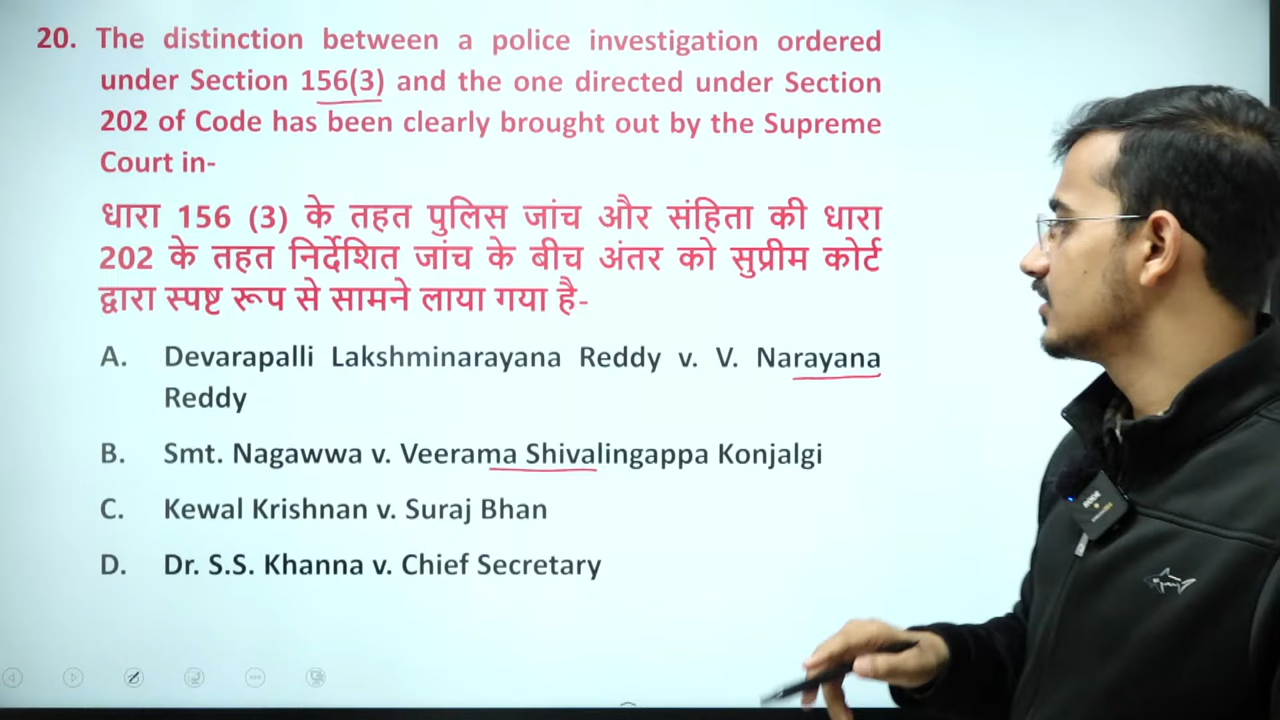 20. The distinction between a police investigation ordered
under Section 156(3) and the one directed under Section
202 of Code has been clearly brought out by the Supreme
Court in-
धारा 156 (3) के तहत पुलिस जांच और संहिता की धारा
202 के तहत निर्देशित जांच के बीच अंतर को सुप्रीम कोर्ट
द्वारा स्पष्ट रूप से सामने लाया गया है-
A. Devarapalli Lakshminarayana Reddy v. V. Narayana
Reddy
B. Smt. Nagawwa v. Veerama Shivalingappa Konjalgi
C. Kewal Krishnan v. Suraj Bhan
D. Dr. S.S. Khanna v. Chief Secretary